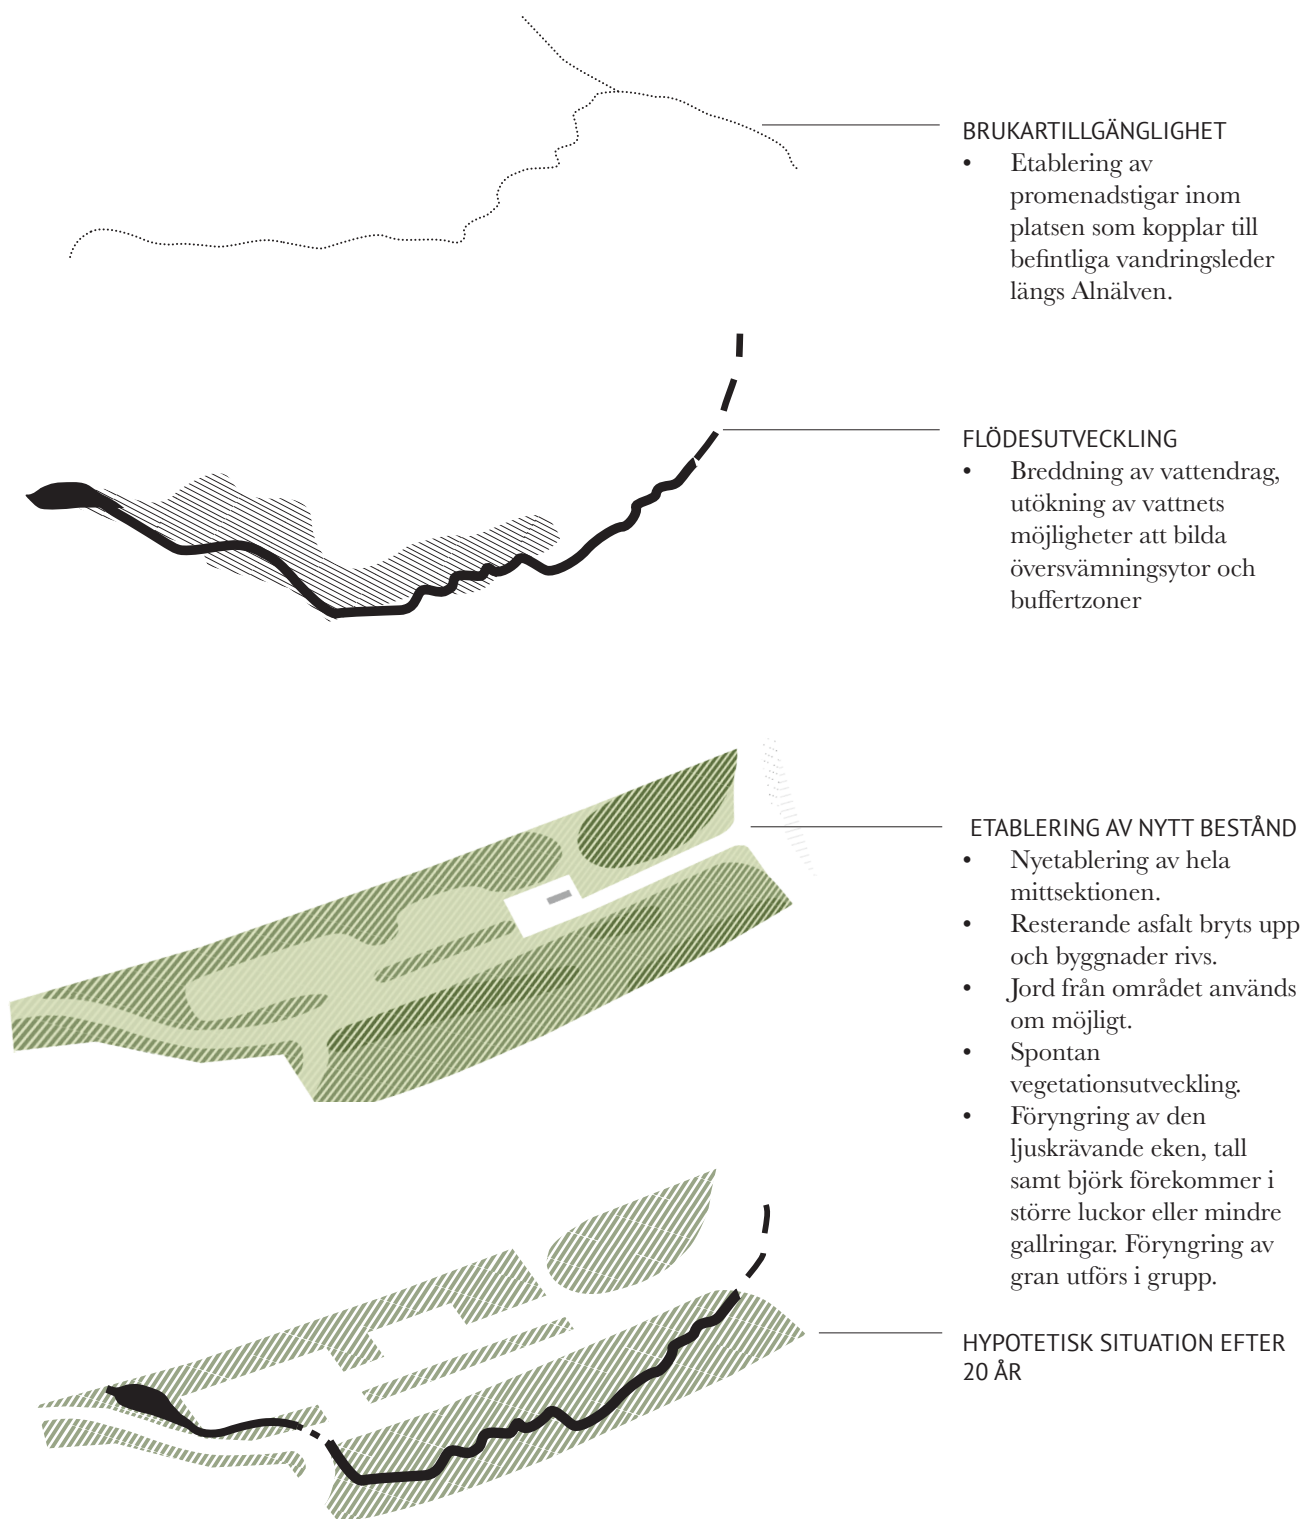 BRUKARTILLGÄNGLIGHET
• Etablering av
promenadstigar inom
platsen som kopplar till
befintliga vandringsleder
längs Alnälven.
FLÖDESUTVECKLING
• Breddning av vattendrag,
utökning av vattnets
möjligheter att bilda
översvämningsytor och
buffertzoner
ETABLERING AV NYTT BESTÅND
• Nyetablering av hela
mittsektionen.
• Resterande asfalt bryts upp
och byggnader rivs.
• Jord från området används
om möjligt.
• Spontan
vegetationsutveckling.
• Föryngring av den
ljuskrävande eken, tall
samt björk förekommer i
större luckor eller mindre
gallringar. Föryngring av
gran utförs i grupp.
HYPOTETISK SITUATION EFTER
20 ÅR